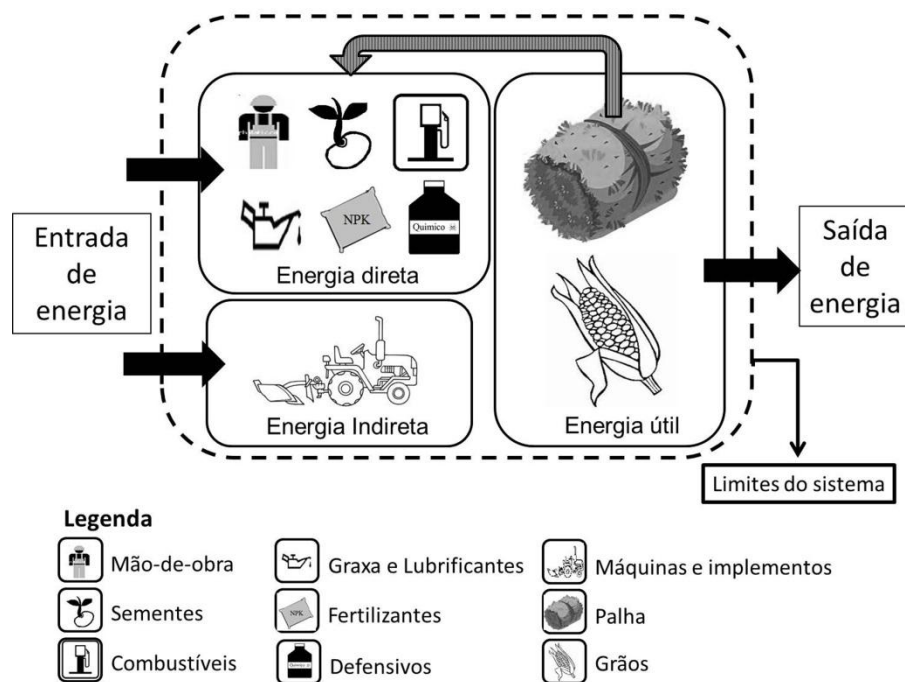 NPK
Químico
Energia direta
Entrada
de
energia
Energia Indireta
Energia útil
Saída
de
energia
Limites do sistema
Legenda
Mão-de-obra
Graxa e Lubrificantes
Máquinas e implementos
Sementes
NPK
Fertilizantes
Palha
Combustíveis
Defensivos
Grãos